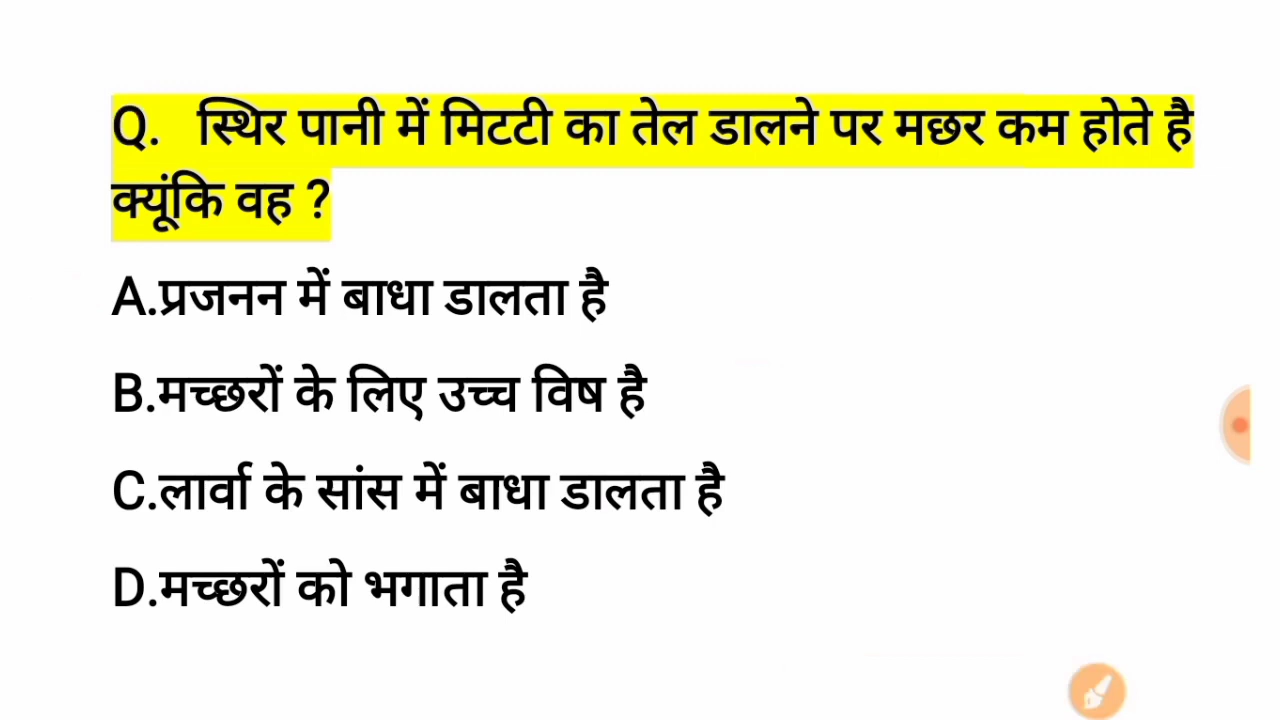 Q. स्थिर पानी में मिटटी का तेल डालने पर मछर कम होते है
क्यूंकि वह ?
A.प्रजनन में बाधा डालता है
B.मच्छरों के लिए उच्च विष है
C.लार्वा के सांस में बाधा डालता है
D.मच्छरों को भगाता है